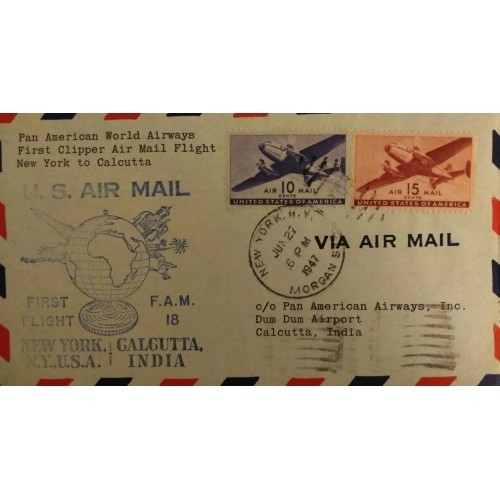 Pan American World Airways
First Clipper Air Mail Flight
New York to Calcutta
U.S. AIR MAIL
FIRST FLIGHT
F.A.M. 18
NEW YORK, N.Y., U.S.A.
CALCUTTA, INDIA
AIR 10 MAIL
CENTS
UNITED STATES OF AMERICA
AIR 15 MAIL
CENTS
UNITED STATES OF AMERICA
NEW YORK, N.Y.
JUN 27
6 PM
1947
MORGAN
VIA AIR MAIL
c/o Pan American Airways, Inc.
Dum Dum Airport
Calcutta, India